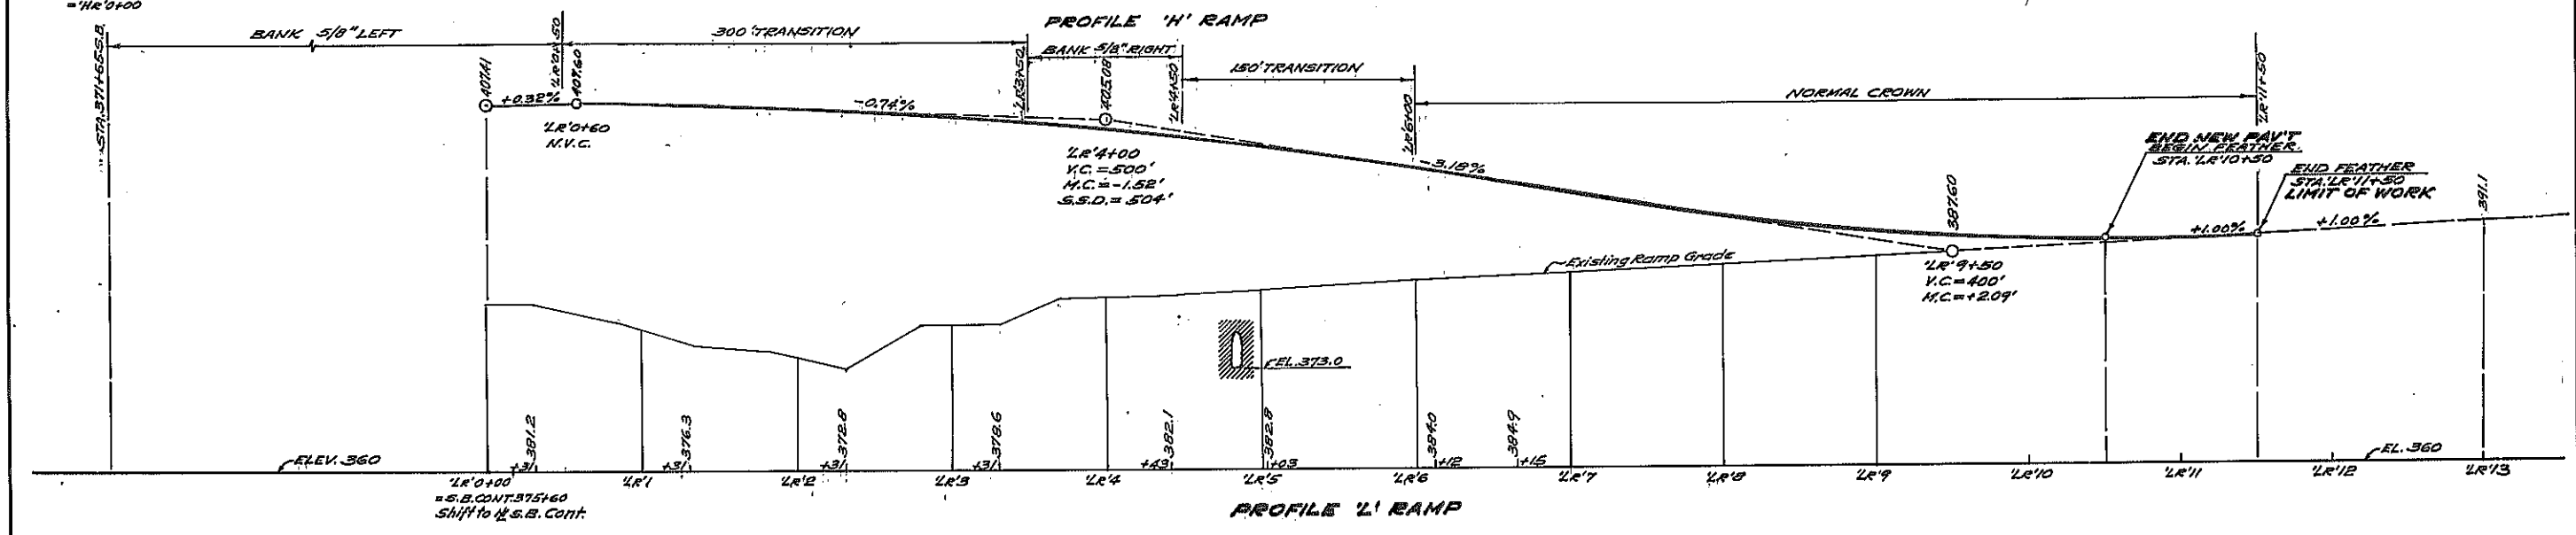 ='HR'0+00
PROFILE 'H' RAMP
STA. 371+65 S.B.
BANK 5/8" LEFT
'LR'0+50
300' TRANSITION
'LR'3+50
BANK 5/8" RIGHT
'LR'4+50
150' TRANSITION
'LR'6+00
NORMAL CROWN
'LR'11+50
407.41
+0.32%
407.60
'LR'0+60
N.V.C.
-0.74%
405.08
'LR'4+00
V.C. = 500'
M.C. = -1.52'
S.S.D. = 504'
-3.18%
387.60
'LR'9+50
V.C. = 400'
M.C. = +2.09'
END NEW PAV'T
BEGIN FEATHER
STA. 'LR'10+50
END FEATHER
STA. 'LR'11+50
LIMIT OF WORK
+1.00%
+1.00%
391.1
Existing Ramp Grade
EL. 373.0
ELEV. 360
+31 381.2
+31 376.3
+31 372.8
+31 378.6
+43 382.1
382.8 +03
384.0 +12
384.9 +15
EL. 360
'LR'0+00
= S.B. CONT. 375+60
Shift to S.B. Cont.
'LR'1
'LR'2
'LR'3
'LR'4
'LR'5
'LR'6
'LR'7
'LR'8
'LR'9
'LR'10
'LR'11
'LR'12
'LR'13
PROFILE 'L' RAMP